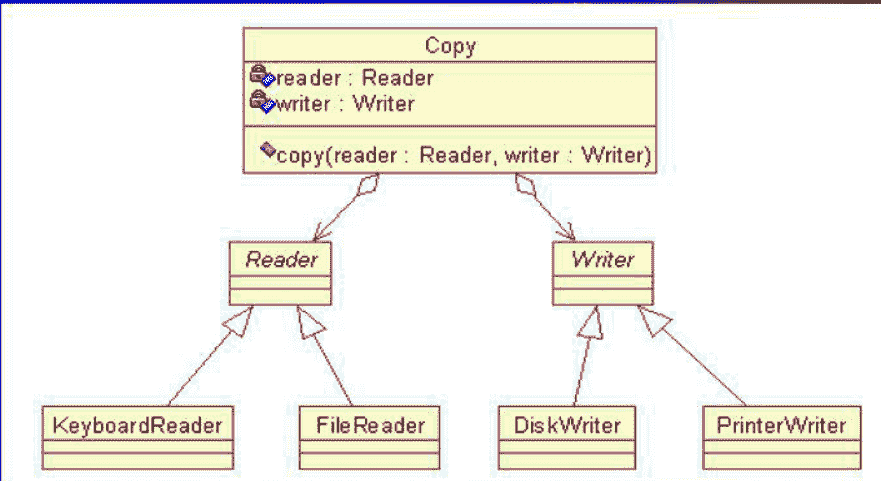 Copy
reader : Reader
writer : Writer
copy(reader : Reader, writer : Writer)
Reader
Writer
KeyboardReader
FileReader
DiskWriter
PrinterWriter